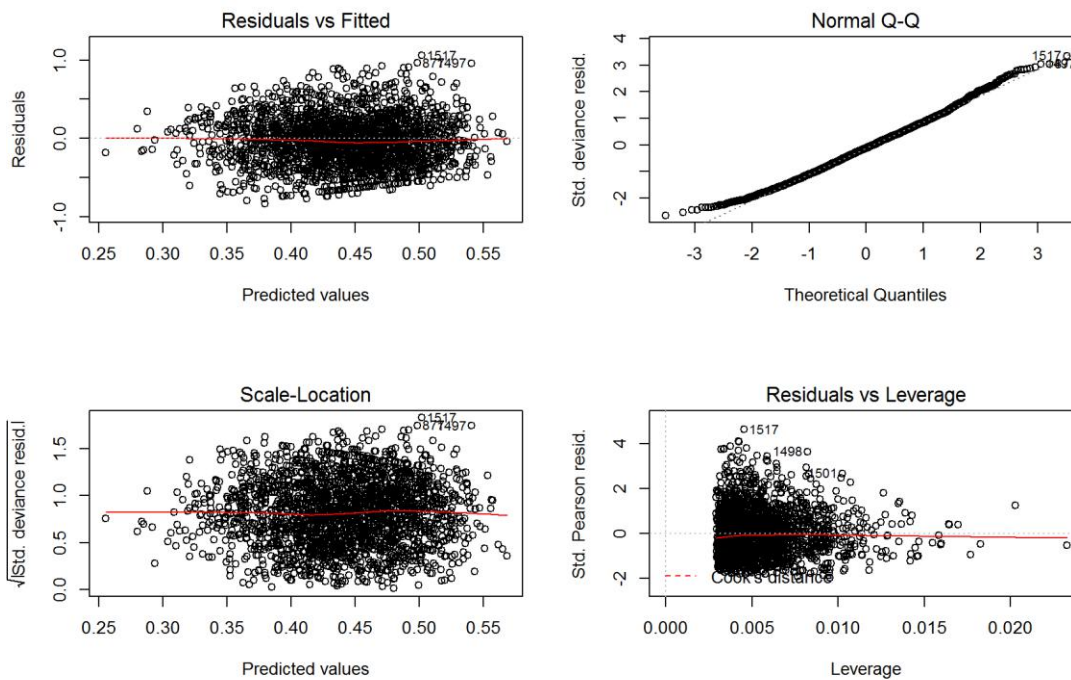 Residuals vs Fitted
Residuals
1.0
0.0
-1.0
1517
877
1497
0.25 0.30 0.35 0.40 0.45 0.50 0.55
Predicted values
Normal Q-Q
Std. deviance resid.
4
3
2
0
-2
1517
-3 -2 -1 0 1 2 3
Theoretical Quantiles
Scale-Location
√|Std. deviance resid.|
1.5
1.0
0.5
0.0
1517
877
1497
0.25 0.30 0.35 0.40 0.45 0.50 0.55
Predicted values
Residuals vs Leverage
Std. Pearson resid.
4
2
0
-2
1517
1498
1501
Cook's distance
0.000 0.005 0.010 0.015 0.020
Leverage